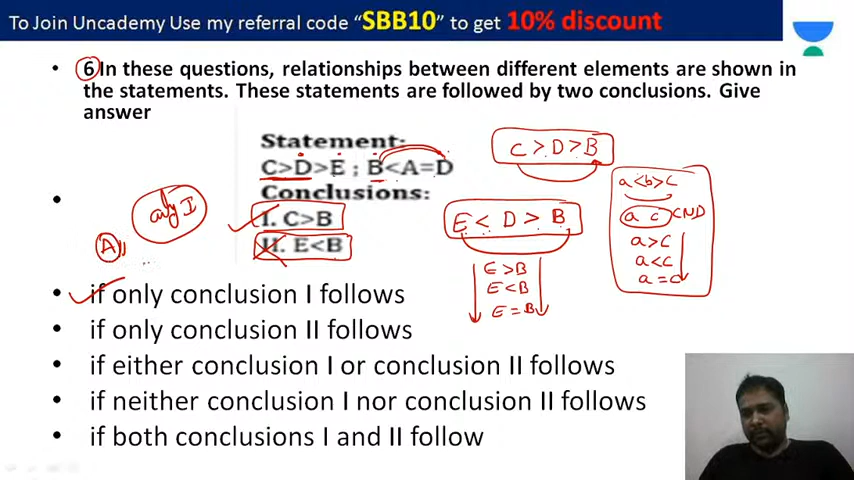 To Join Uncademy Use my referral code “SBB10” to get 10% discount
• 6 In these questions, relationships between different elements are shown in
the statements. These statements are followed by two conclusions. Give
answer
Statement:
C>D>E ; B<A=D
Conclusions:
I. C>B
II. E<B
only I
A
C > D > B
E < D > B
E > B
E < B
E = B
a < b > c
a c CND
a > c
a < c
a = c
• if only conclusion I follows
• if only conclusion II follows
• if either conclusion I or conclusion II follows
• if neither conclusion I nor conclusion II follows
• if both conclusions I and II follow